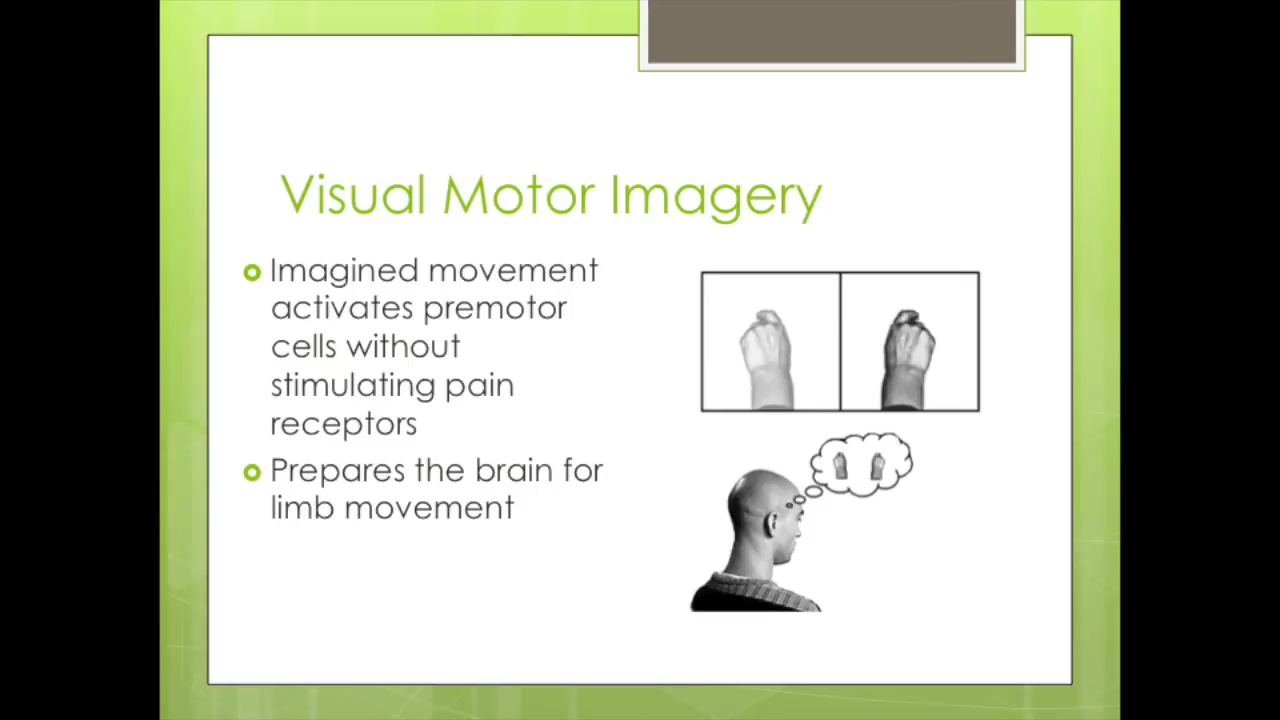 Visual Motor Imagery
Imagined movement
activates premotor
cells without
stimulating pain
receptors
Prepares the brain for
limb movement